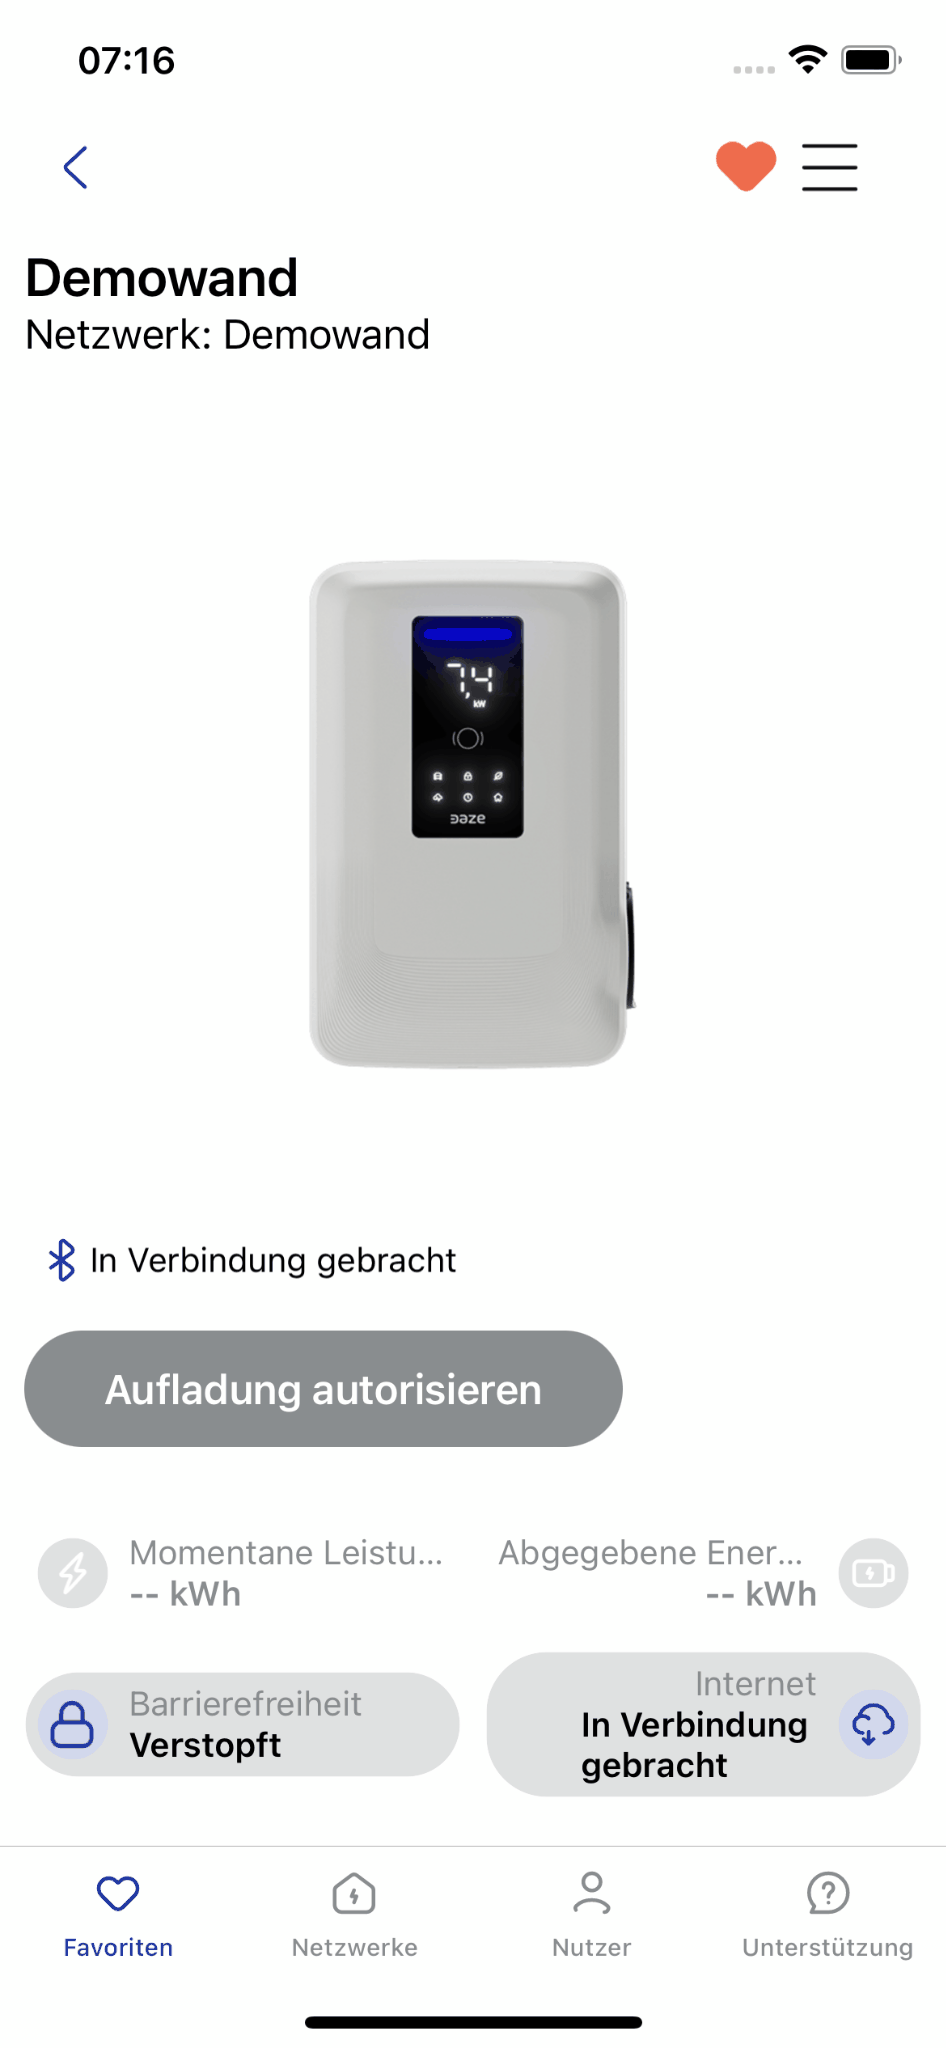 07:16
Demowand
Netzwerk: Demowand
7,4
kW
Daze
In Verbindung gebracht
Aufladung autorisieren
Momentane Leistu...
-- kWh
Abgegebene Ener...
-- kWh
Barrierefreiheit
Verstopft
Internet
In Verbindung
gebracht
Favoriten
Netzwerke
Nutzer
Unterstützung